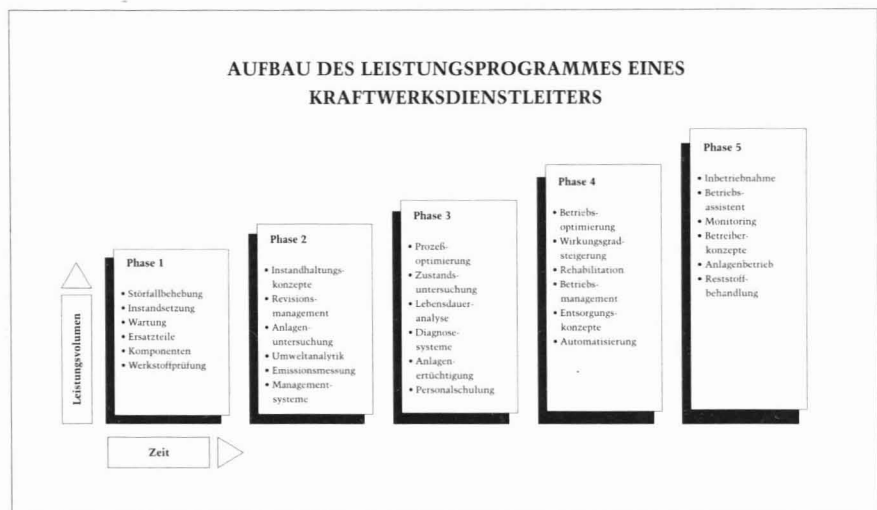 AUFBAU DES LEISTUNGSPROGRAMMES EINES
KRAFTWERKSDIENSTLEITERS
Phase 1
• Störfallbehebung
• Instandsetzung
• Wartung
• Ersatzteile
• Komponenten
• Werkstoffprüfung
Phase 2
• Instandhaltungs-
konzepte
• Revisions-
management
• Anlagen-
untersuchung
• Umweltanalytik
• Emissionsmessung
• Management-
systeme
Phase 3
• Prozeß-
optimierung
• Zustands-
untersuchung
• Lebensdauer-
analyse
• Diagnose-
systeme
• Anlagen-
ertüchtigung
• Personalschulung
Phase 4
• Betriebs-
optimierung
• Wirkungsgrad-
steigerung
• Rehabilitation
• Betriebs-
management
• Entsorgungs-
konzepte
• Automatisierung
Phase 5
• Inbetriebnahme
• Betriebs-
assistent
• Monitoring
• Betreiber-
konzepte
• Anlagenbetrieb
• Reststoff-
behandlung
Leistungsvolumen
Zeit